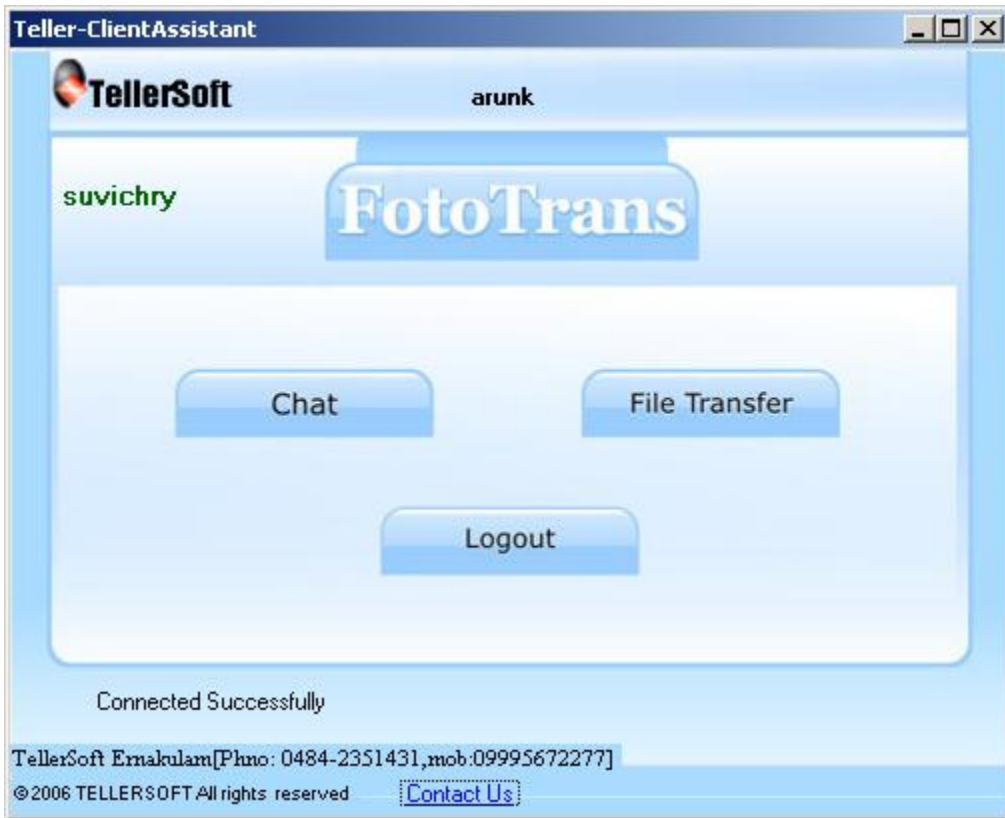 Teller-ClientAssistant
TellerSoft
arunk
suvichry
FotoTrans
Chat
File Transfer
Logout
Connected Successfully
TellerSoft Ernakulam[Phno: 0484-2351431,mob:09995672277]
©2006 TELLERSOFT All rights reserved Contact Us